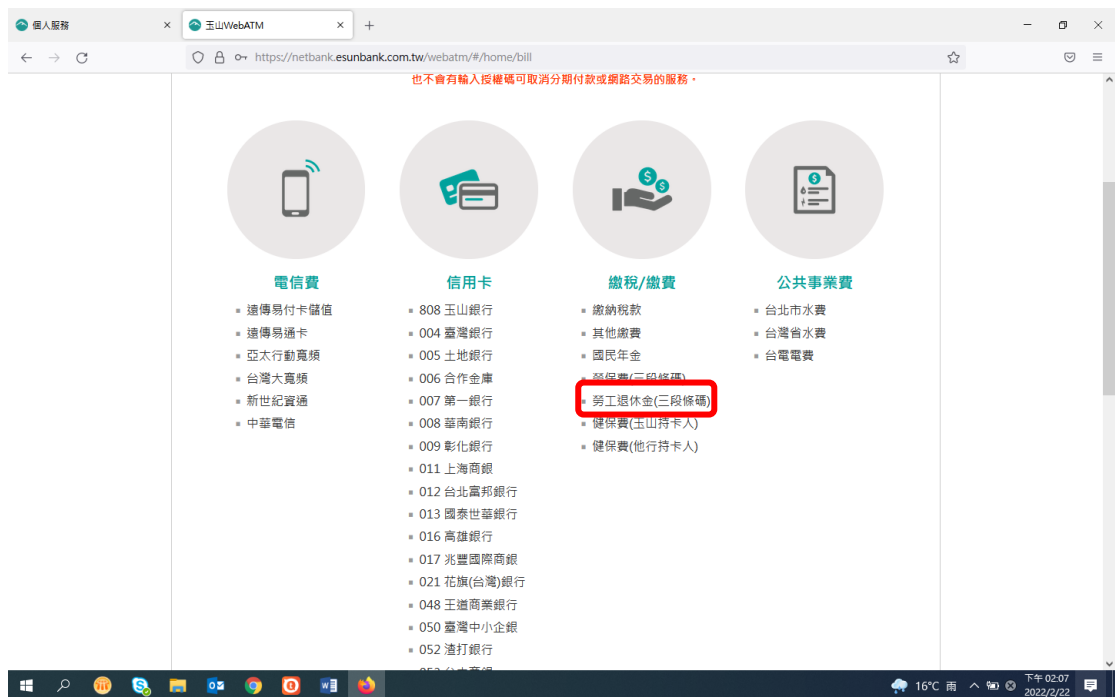 個人服務
玉山WebATM
https://netbank.esunbank.com.tw/webatm/#/home/bill
也不會有輸入授權碼可取消分期付款或網路交易的服務。
電信費
遠傳易付卡儲值
遠傳易通卡
亞太行動寬頻
台灣大寬頻
新世紀資通
中華電信
信用卡
808 玉山銀行
004 臺灣銀行
005 土地銀行
006 合作金庫
007 第一銀行
008 華南銀行
009 彰化銀行
011 上海商銀
012 台北富邦銀行
013 國泰世華銀行
016 高雄銀行
017 兆豐國際商銀
021 花旗(台灣)銀行
048 王道商業銀行
050 臺灣中小企銀
052 渣打銀行
053 台中商銀
繳稅/繳費
繳納稅款
其他繳費
國民年金
勞保費(三段條碼)
勞工退休金(三段條碼)
健保費(玉山持卡人)
健保費(他行持卡人)
公共事業費
台北市水費
台灣省水費
台電電費
16°C 雨
下午 02:07
2022/2/22